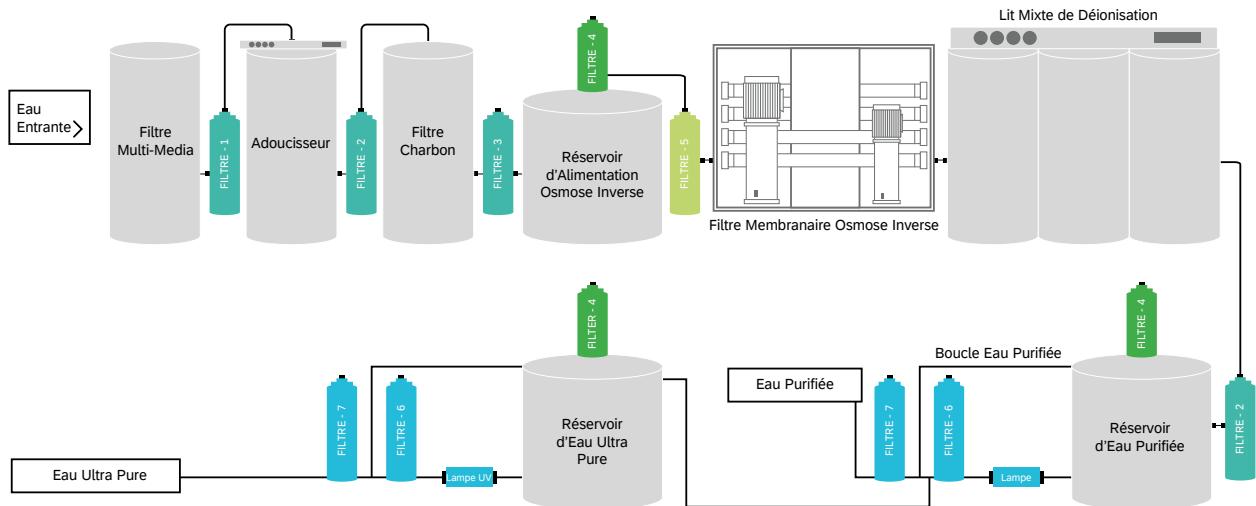 Lit Mixte de Déionisation
Eau
Entrante
Filtre
Multi-Media
FILTRE - 1
Adoucisseur
FILTRE - 2
Filtre
Charbon
FILTRE - 3
FILTRE - 4
Réservoir
d'Alimentation
Osmose Inverse
FILTRE - 5
Filtre Membranaire Osmose Inverse
Eau Ultra Pure
FILTRE - 7
FILTRE - 6
Lampe UV
FILTER - 4
Réservoir
d'Eau Ultra
Pure
Eau Purifiée
FILTRE - 7
Boucle Eau Purifiée
FILTRE - 6
Lampe
FILTRE - 4
Réservoir
d'Eau Purifiée
FILTRE - 2